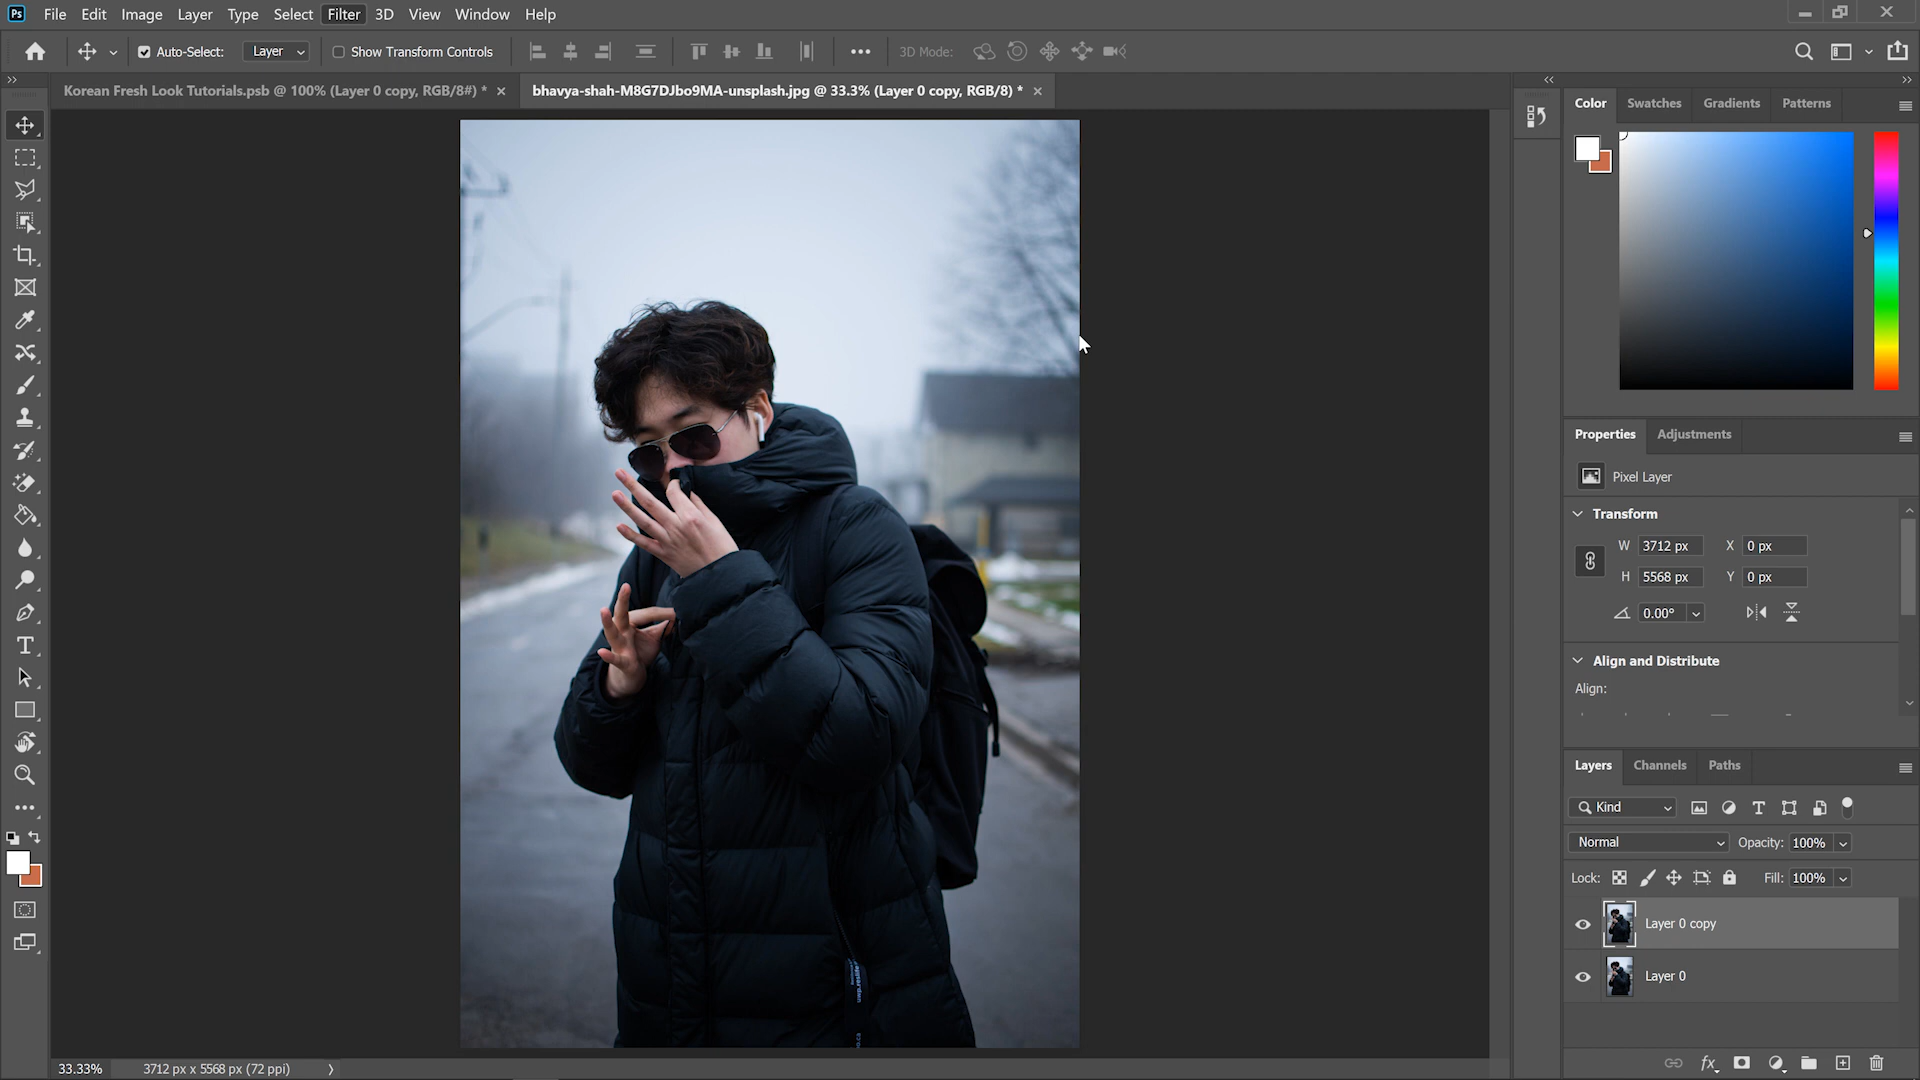 Ps File Edit Image Layer Type Select Filter 3D View Window Help
Auto-Select: Layer Show Transform Controls 3D Mode:
Korean Fresh Look Tutorials.psb @ 100% (Layer 0 copy, RGB/8#) * × bhavya-shah-M8G7DJbo9MA-unsplash.jpg @ 33.3% (Layer 0 copy, RGB/8) * ×
Color Swatches Gradients Patterns
Properties Adjustments
Pixel Layer
Transform
W 3712 px X 0 px
H 5568 px Y 0 px
0.00°
Align and Distribute
Align:
Layers Channels Paths
Kind
Normal Opacity: 100%
Lock: Fill: 100%
Layer 0 copy
Layer 0
33.33% 3712 px x 5568 px (72 ppi)